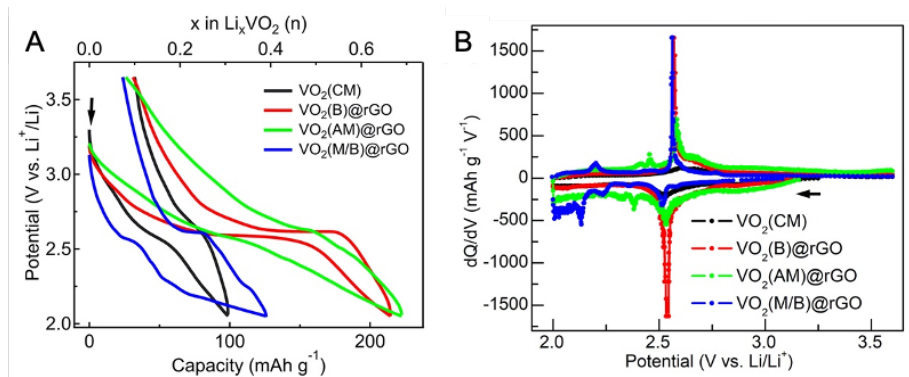 A
x in LiₓVO₂ (n)
0.0 0.2 0.4 0.6
3.5
3.0
2.5
2.0
Potential (V vs. Li⁺/Li)
VO₂(CM)
VO₂(B)@rGO
VO₂(AM)@rGO
VO₂(M/B)@rGO
0 100 200
Capacity (mAh g⁻¹)
B
1500
1000
500
0
-500
-1000
-1500
dQ/dV (mAh g⁻¹ V⁻¹)
VO₂(CM)
VO₂(B)@rGO
VO₂(AM)@rGO
VO₂(M/B)@rGO
2.0 2.5 3.0 3.5
Potential (V vs. Li/Li⁺)